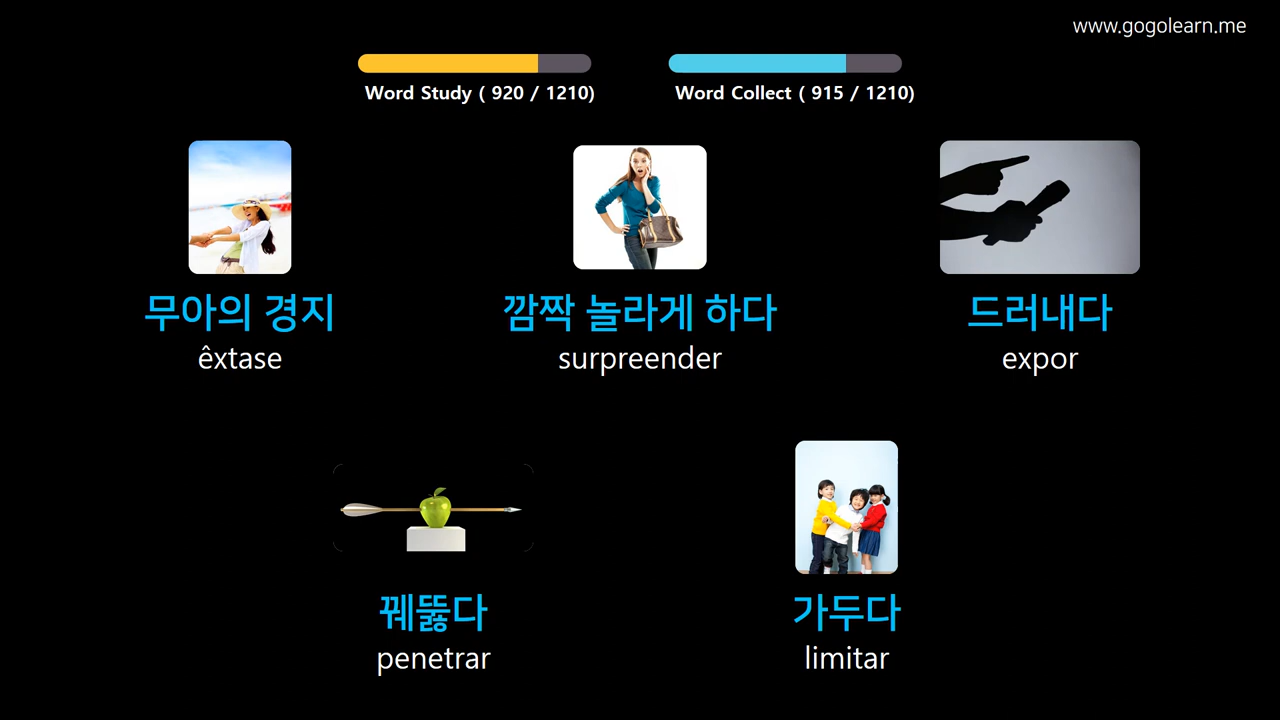 www.gogolearn.me
Word Study ( 920 / 1210)
Word Collect ( 915 / 1210)
무아의 경지
êxtase
깜짝 놀라게 하다
surpreender
드러내다
expor
꿰뚫다
penetrar
가두다
limitar